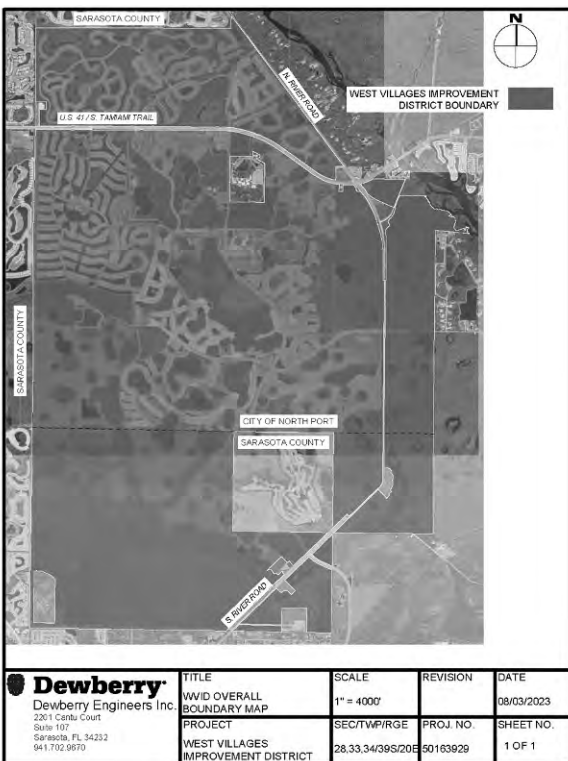 SARASOTA COUNTY
N
N. RIVER ROAD
WEST VILLAGES IMPROVEMENT
DISTRICT BOUNDARY
U.S. 41 / S. TAMIAMI TRAIL
SARASOTA COUNTY
CITY OF NORTH PORT
SARASOTA COUNTY
S. RIVER ROAD
Dewberry
Dewberry Engineers Inc.
2201 Cantu Court
Suite 107
Sarasota, FL 34232
941.702.9670
TITLE
WVID OVERALL
BOUNDARY MAP
SCALE
1" = 4000'
REVISION
DATE
08/03/2023
PROJECT
WEST VILLAGES
IMPROVEMENT DISTRICT
SEC/TWP/RGE
28,33,34/39S/20E
PROJ. NO.
50163929
SHEET NO.
1 OF 1